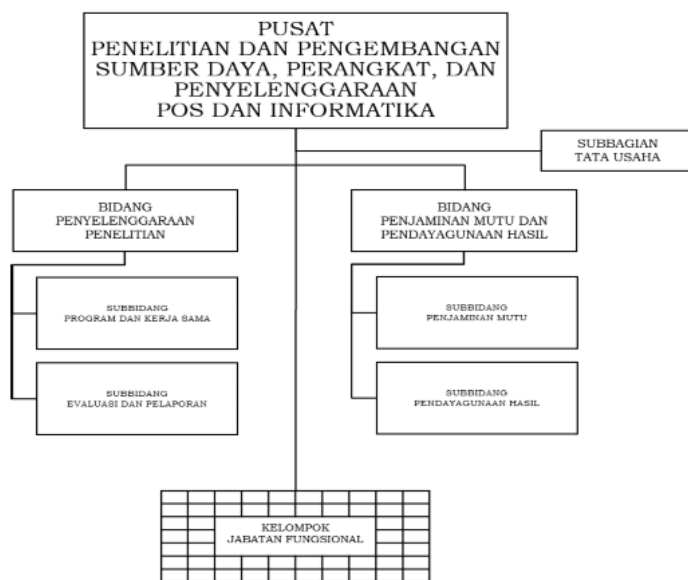 PUSAT
PENELITIAN DAN PENGEMBANGAN
SUMBER DAYA, PERANGKAT, DAN
PENYELENGGARAAN
POS DAN INFORMATIKA
SUBBAGIAN
TATA USAHA
BIDANG
PENYELENGGARAAN
PENELITIAN
BIDANG
PENJAMINAN MUTU DAN
PENDAYAGUNAAN HASIL
SUBBIDANG
PROGRAM DAN KERJA SAMA
SUBBIDANG
PENJAMINAN MUTU
SUBBIDANG
EVALUASI DAN PELAPORAN
SUBBIDANG
PENDAYAGUNAAN HASIL
KELOMPOK
JABATAN FUNGSIONAL